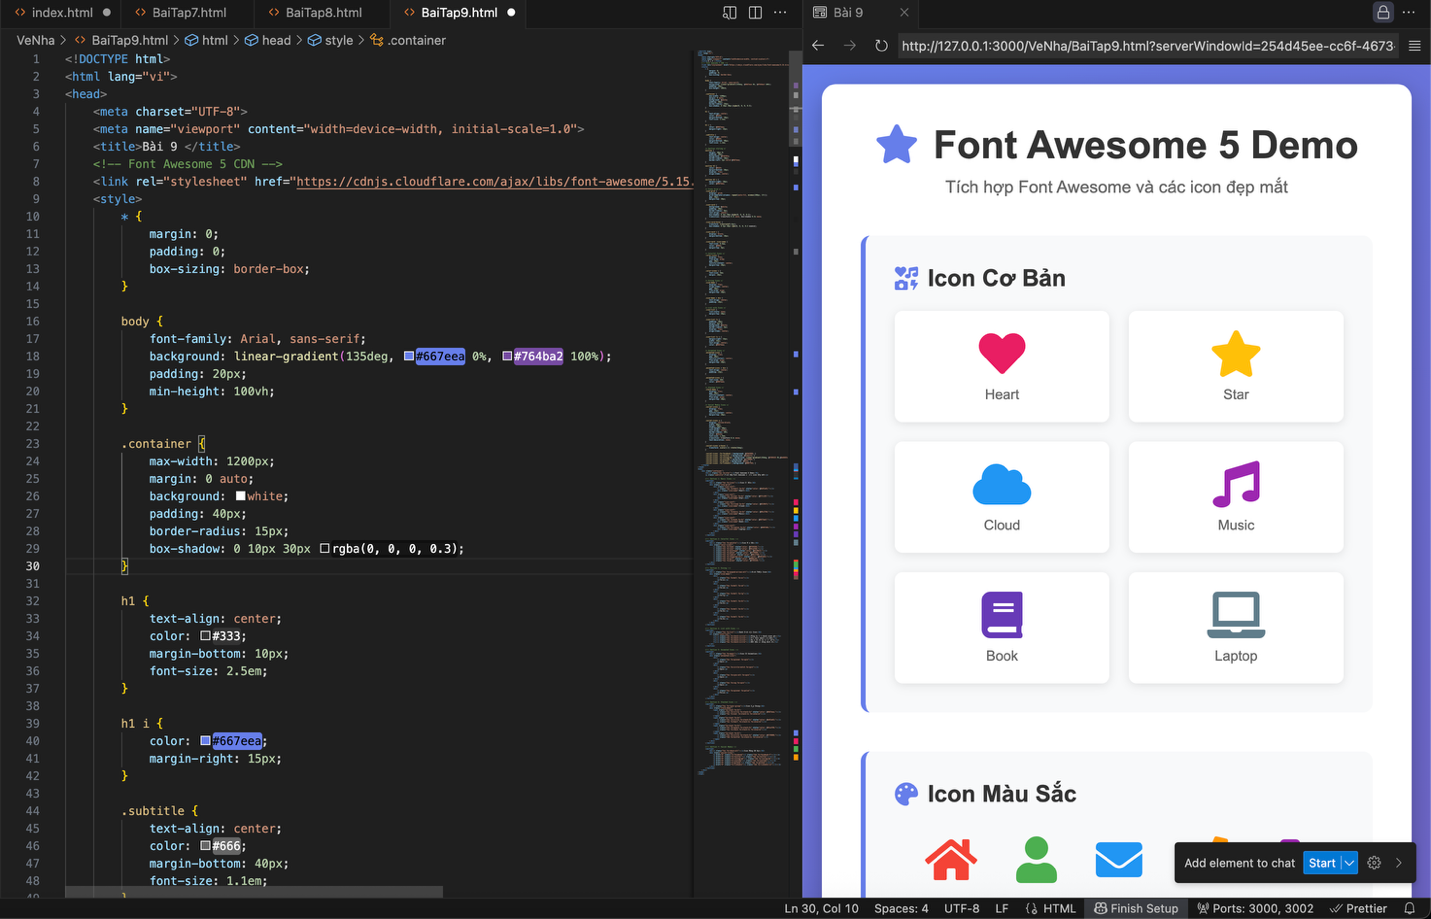 index.html
BaiTap7.html
BaiTap8.html
BaiTap9.html
VeNha > BaiTap9.html > html > head > style > .container
1 <!DOCTYPE html>
2 <html lang="vi">
3 <head>
4 <meta charset="UTF-8">
5 <meta name="viewport" content="width=device-width, initial-scale=1.0">
6 <title>Bài 9 </title>
7 <!-- Font Awesome 5 CDN -->
8 <link rel="stylesheet" href="https://cdnjs.cloudflare.com/ajax/libs/font-awesome/5.15.
9 <style>
10 * {
11 margin: 0;
12 padding: 0;
13 box-sizing: border-box;
14 }
15
16 body {
17 font-family: Arial, sans-serif;
18 background: linear-gradient(135deg, #667eea 0%, #764ba2 100%);
19 padding: 20px;
20 min-height: 100vh;
21 }
22
23 .container {
24 max-width: 1200px;
25 margin: 0 auto;
26 background: white;
27 padding: 40px;
28 border-radius: 15px;
29 box-shadow: 0 10px 30px rgba(0, 0, 0, 0.3);
30 }
31
32 h1 {
33 text-align: center;
34 color: #333;
35 margin-bottom: 10px;
36 font-size: 2.5em;
37 }
38
39 h1 i {
40 color: #667eea;
41 margin-right: 15px;
42 }
43
44 .subtitle {
45 text-align: center;
46 color: #666;
47 margin-bottom: 40px;
48 font-size: 1.1em;
49 }
Bài 9
http://127.0.0.1:3000/VeNha/BaiTap9.html?serverWindowId=254d45ee-cc6f-4673-
Font Awesome 5 Demo
Tích hợp Font Awesome và các icon đẹp mắt
Icon Cơ Bản
Heart
Star
Cloud
Music
Book
Laptop
Icon Màu Sắc
Add element to chat
Start
Ln 30, Col 10
Spaces: 4
UTF-8
LF
{} HTML
Finish Setup
Ports: 3000, 3002
Prettier